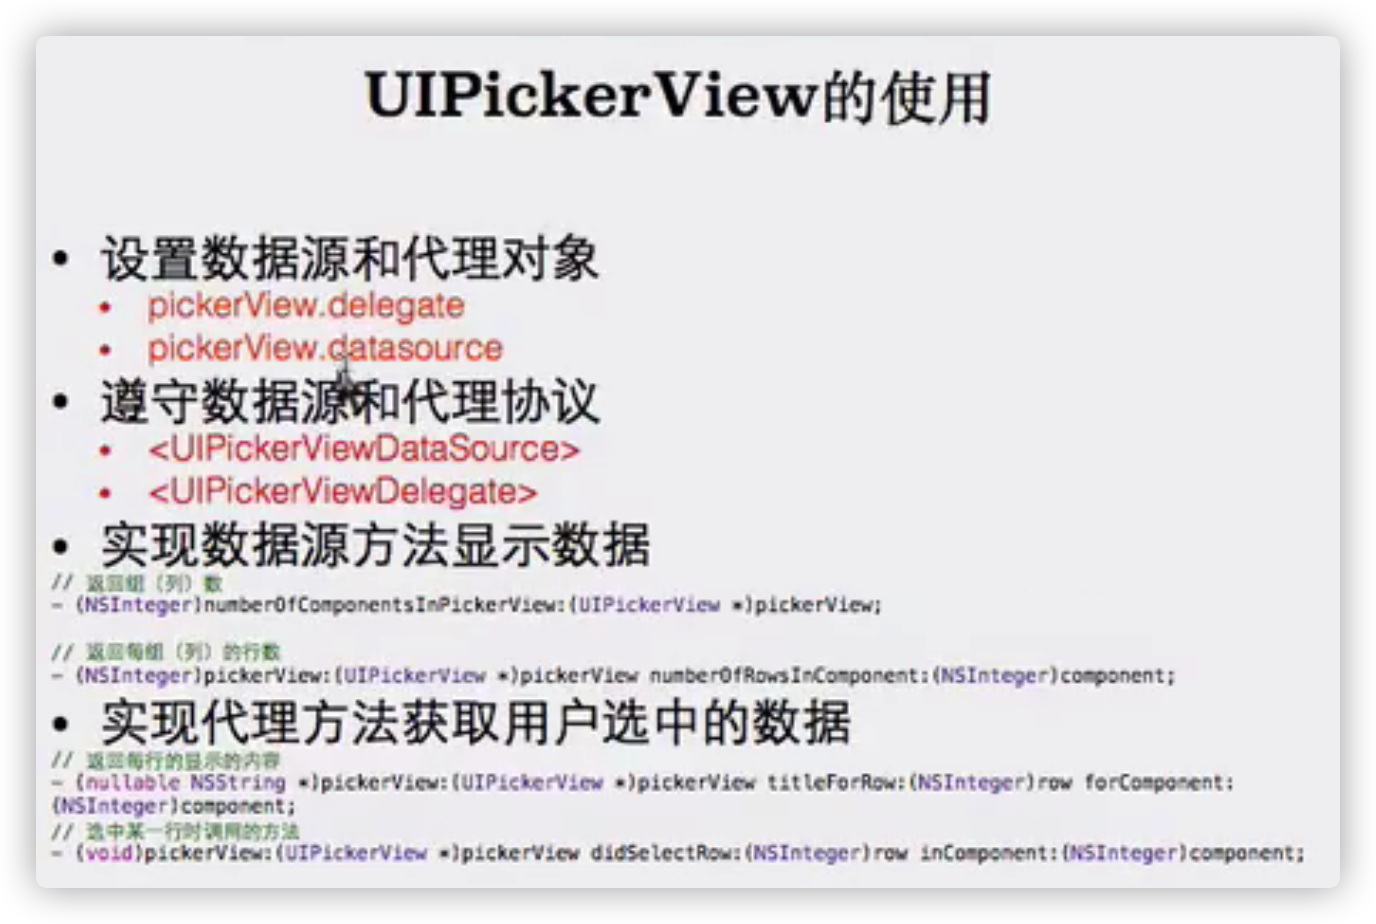 UIPickerView的使用
• 设置数据源和代理对象
• pickerView.delegate
• pickerView.datasource
• 遵守数据源和代理协议
• <UIPickerViewDataSource>
• <UIPickerViewDelegate>
• 实现数据源方法显示数据
// 返回组（列）数
- (NSInteger)numberOfComponentsInPickerView:(UIPickerView *)pickerView;
// 返回每组（列）的行数
- (NSInteger)pickerView:(UIPickerView *)pickerView numberOfRowsInComponent:(NSInteger)component;
• 实现代理方法获取用户选中的数据
// 返回每行的显示的内容
- (nullable NSString *)pickerView:(UIPickerView *)pickerView titleForRow:(NSInteger)row forComponent:
(NSInteger)component;
// 选中某一行时调用的方法
- (void)pickerView:(UIPickerView *)pickerView didSelectRow:(NSInteger)row inComponent:(NSInteger)component;